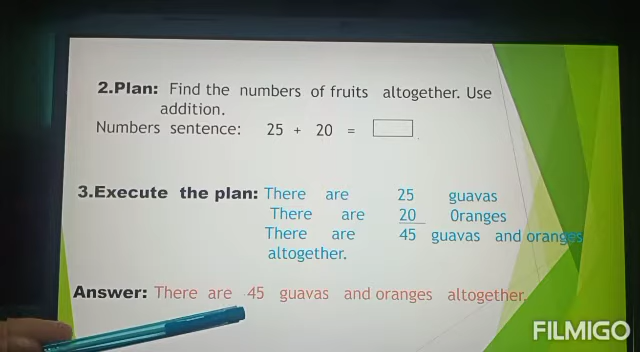 2.Plan: Find the numbers of fruits altogether. Use
addition.
Numbers sentence: 25 + 20 =
3.Execute the plan: There are 25 guavas
There are 20 0ranges
There are 45 guavas and oranges
altogether.
Answer: There are 45 guavas and oranges altogether.
FILMIGO